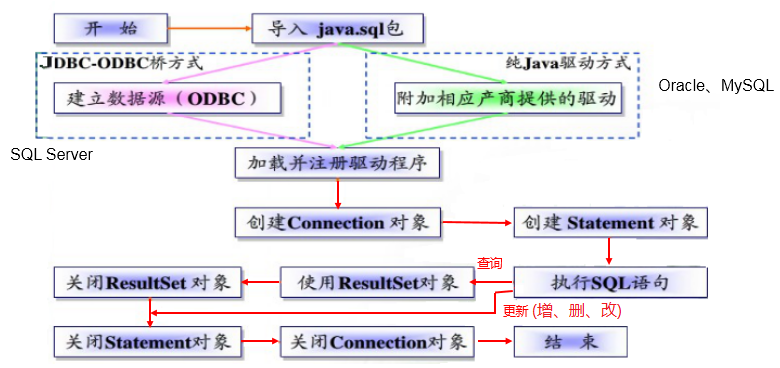 开 始
导入 java.sql包
JDBC-ODBC桥方式
纯Java驱动方式
建立数据源（ODBC）
附加相应产商提供的驱动
Oracle、MySQL
SQL Server
加载并注册驱动程序
创建Connection 对象
创建 Statement 对象
查询
关闭ResultSet 对象
使用ResultSet对象
执行SQL语句
更新 (增、删、改)
关闭Statement对象
关闭Connection对象
结 束